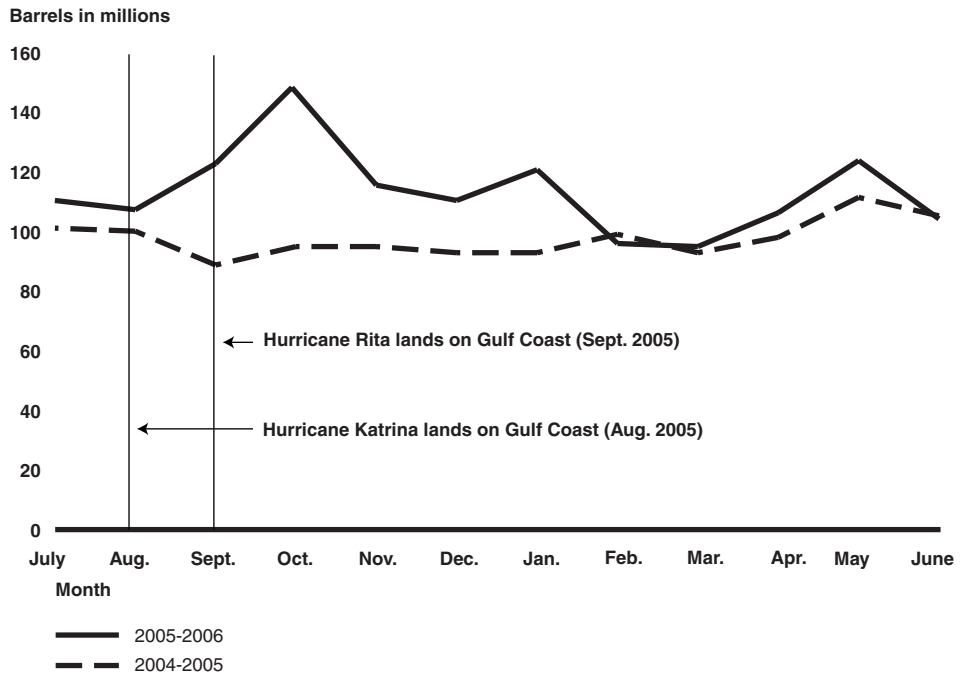 Barrels in millions
160
140
120
100
80
60
40
20
0
Hurricane Rita lands on Gulf Coast (Sept. 2005)
Hurricane Katrina lands on Gulf Coast (Aug. 2005)
July Aug. Sept. Oct. Nov. Dec. Jan. Feb. Mar. Apr. May June
Month
2005-2006
2004-2005